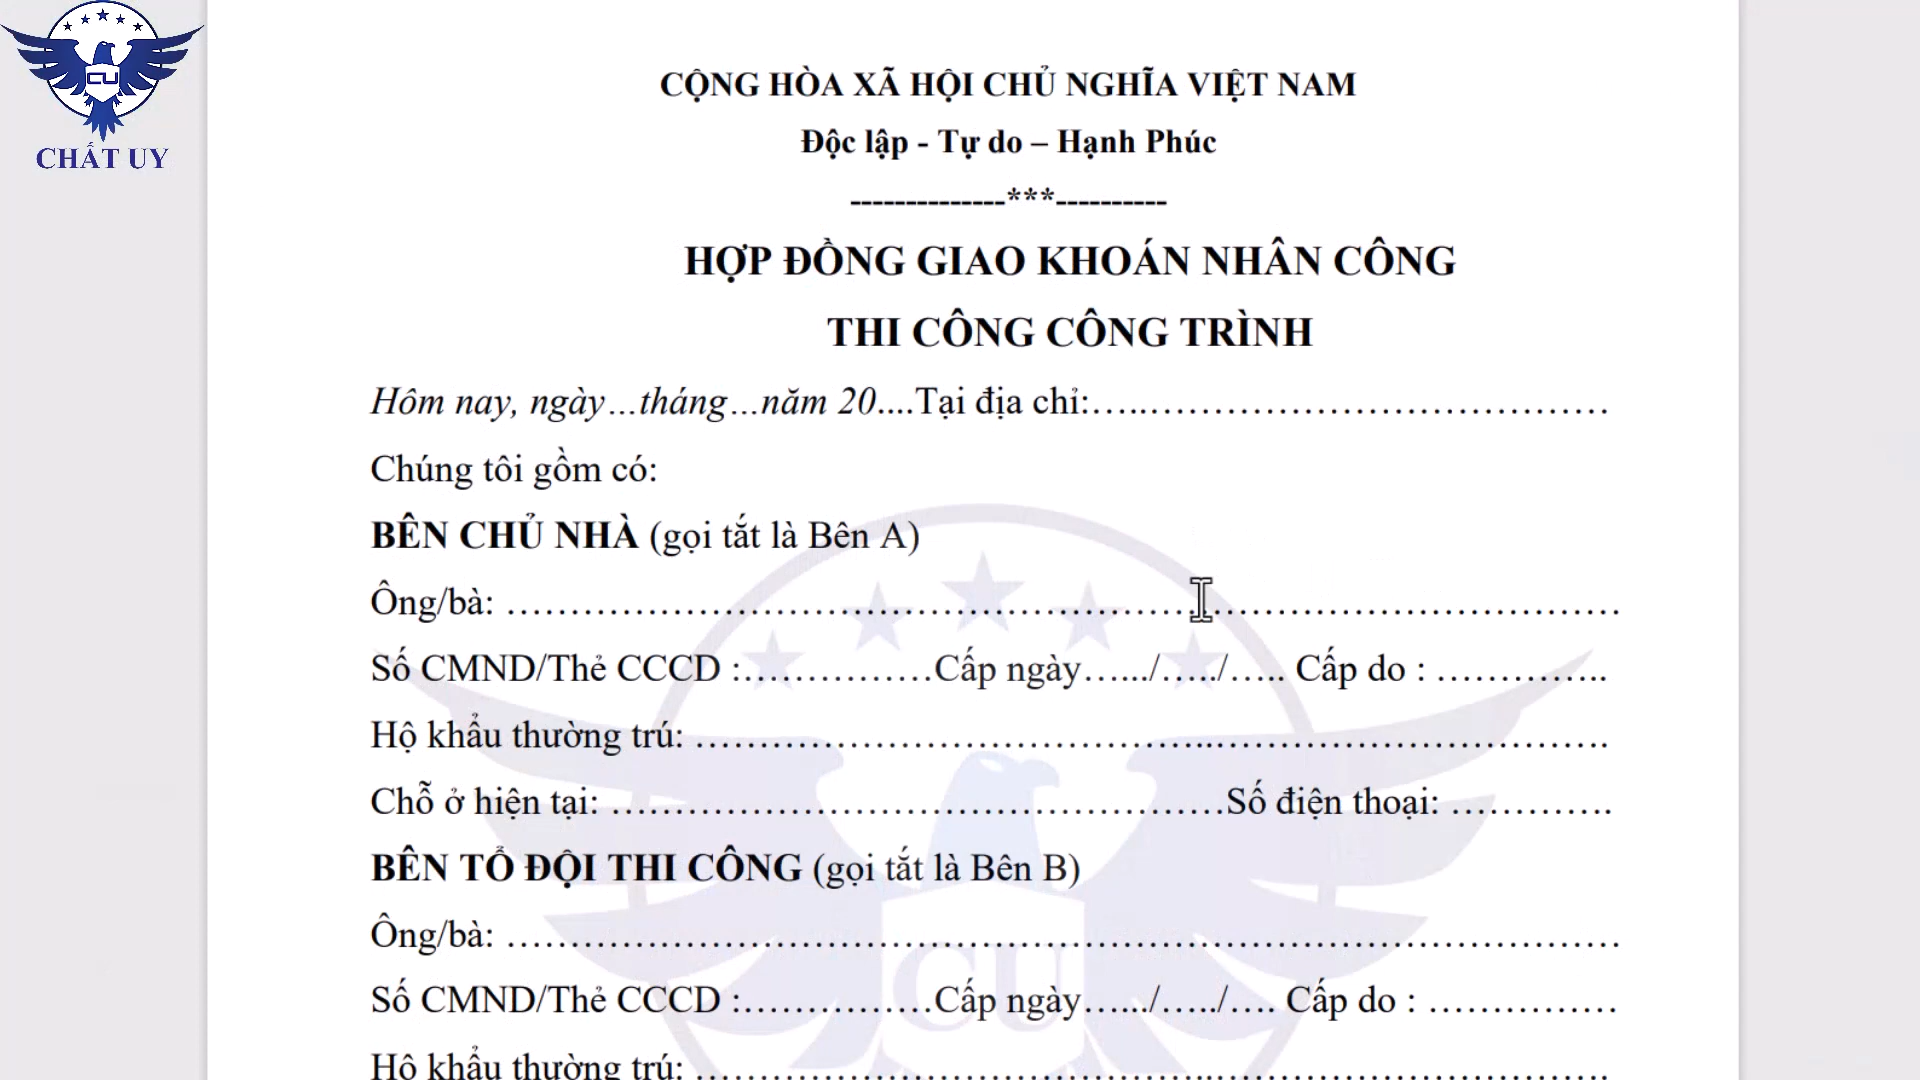 CU
CHẤT UY
CỘNG HÒA XÃ HỘI CHỦ NGHĨA VIỆT NAM
Độc lập - Tự do – Hạnh Phúc
--------------***----------
HỢP ĐỒNG GIAO KHOÁN NHÂN CÔNG
THI CÔNG CÔNG TRÌNH
Hôm nay, ngày…tháng…năm 20....Tại địa chỉ:…..………………………………
Chúng tôi gồm có:
BÊN CHỦ NHÀ (gọi tắt là Bên A)
Ông/bà: ……………………………………………………………………………
Số CMND/Thẻ CCCD :……………Cấp ngày….../…../….. Cấp do : …………..
Hộ khẩu thường trú: …………………………………..………………………….
Chỗ ở hiện tại: …………………………………………Số điện thoại: ………….
BÊN TỔ ĐỘI THI CÔNG (gọi tắt là Bên B)
Ông/bà: ……………………………………………………………………………
Số CMND/Thẻ CCCD :……………Cấp ngày….../…../…. Cấp do : ……………
Hộ khẩu thường trú: …………………………………..………………………….
CU